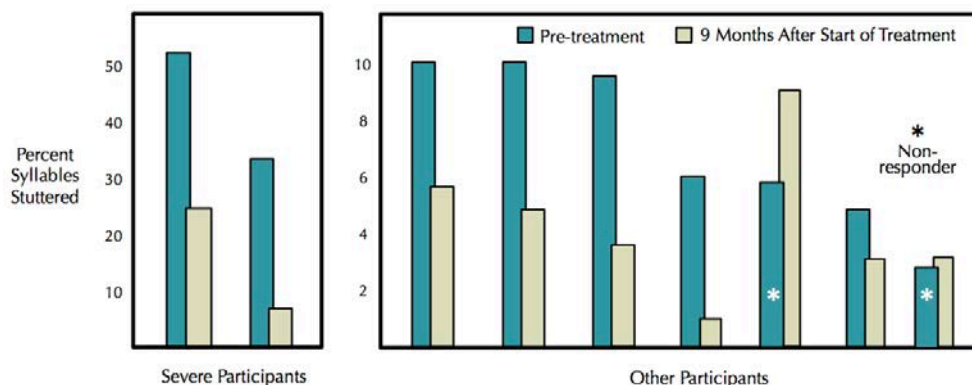 Pre-treatment
9 Months After Start of Treatment
50
40
30
20
10
Percent
Syllables
Stuttered
10
8
6
4
2
*
Non-
responder
*
*
Severe Participants
Other Participants